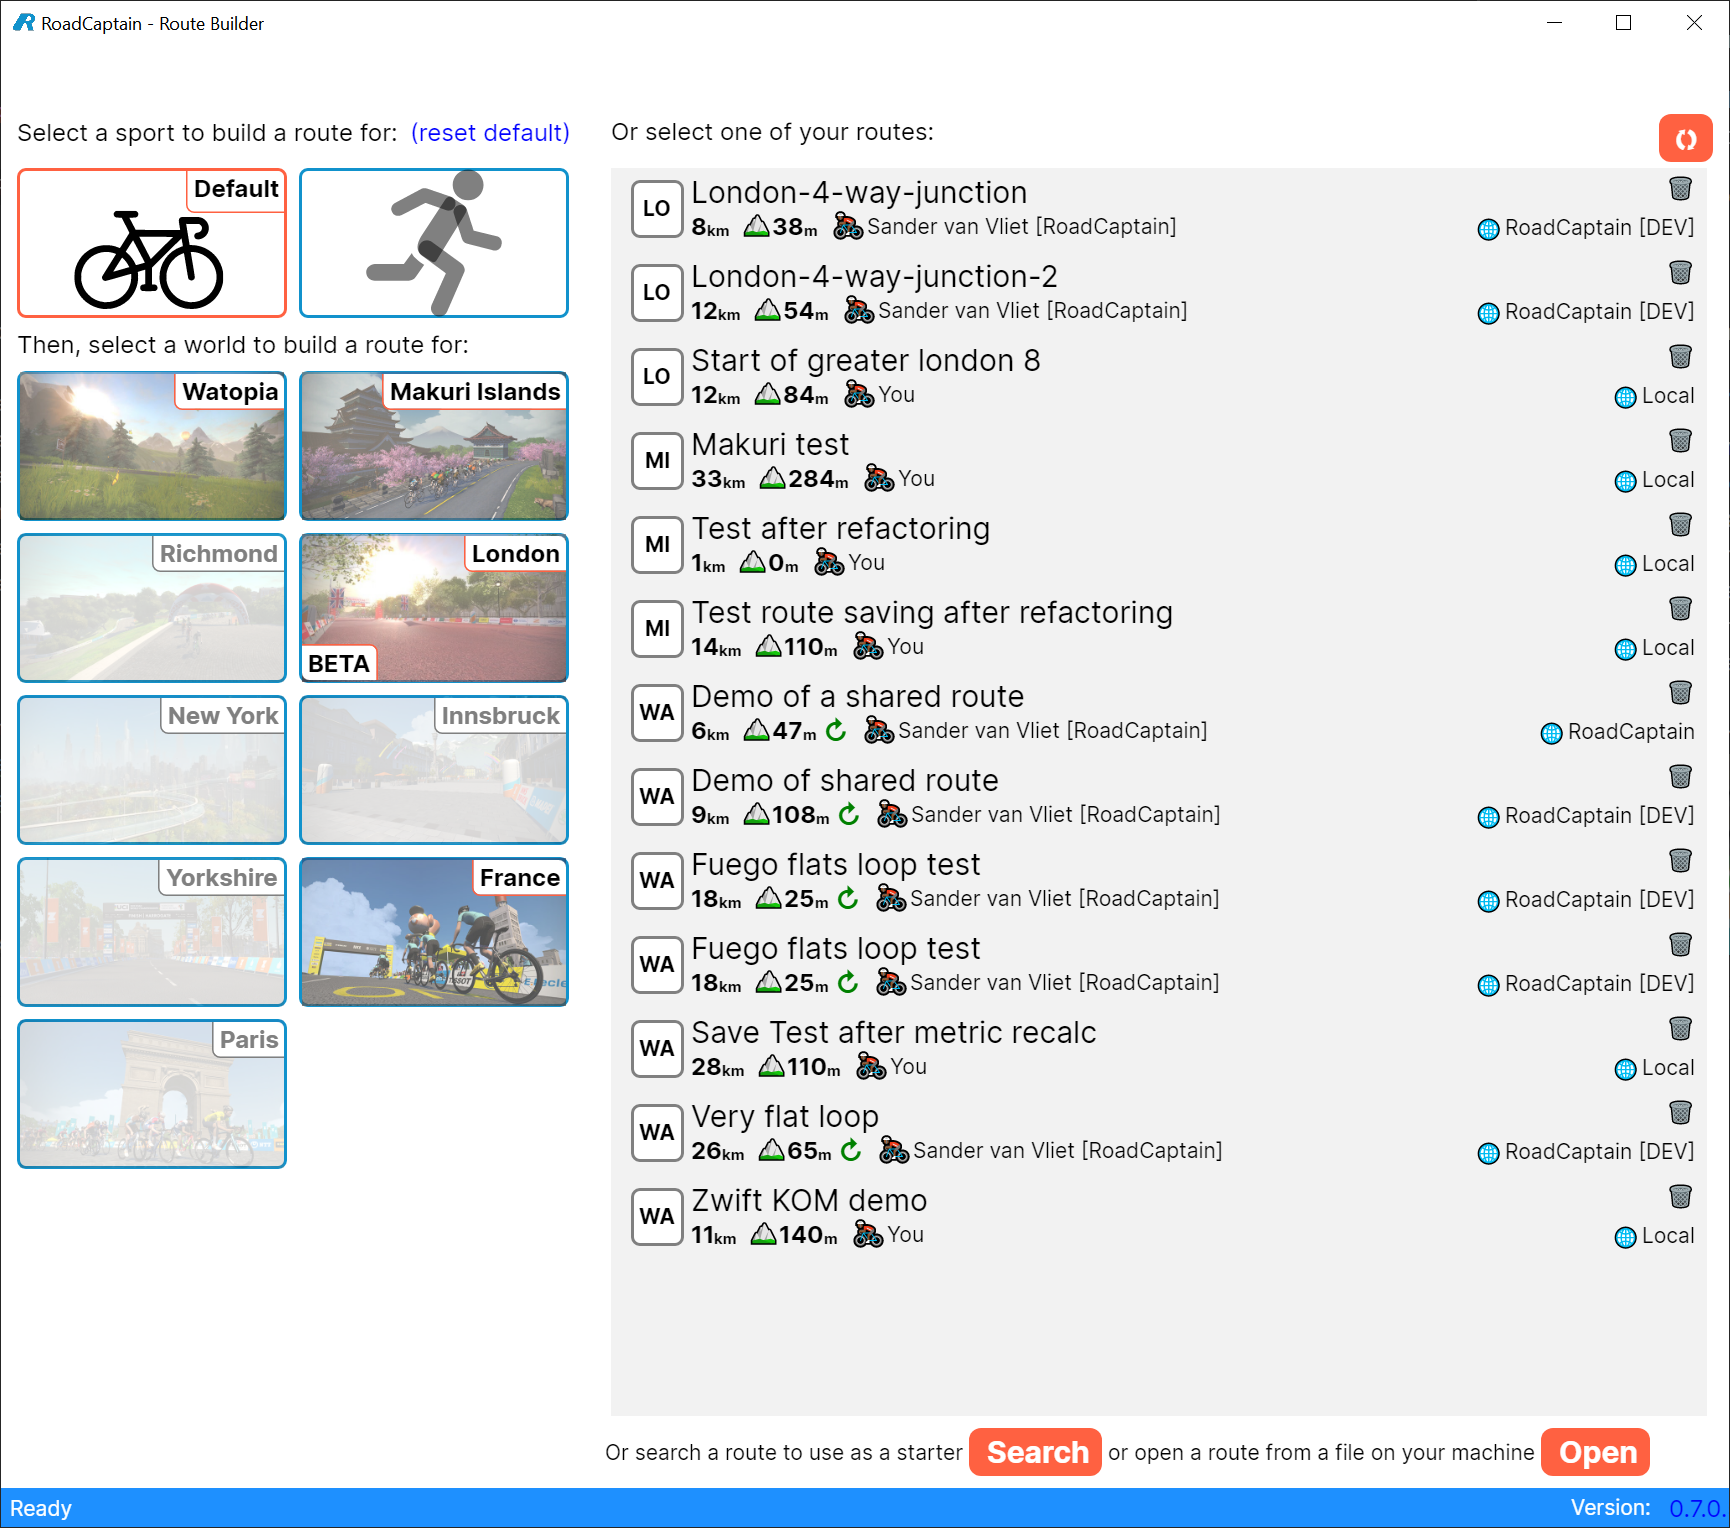 RoadCaptain - Route Builder
Select a sport to build a route for: (reset default)
Default
Then, select a world to build a route for:
Watopia
Makuri Islands
Richmond
London
BETA
New York
Innsbruck
Yorkshire
France
Paris
Or select one of your routes:
LO
London-4-way-junction
8km 38m Sander van Vliet [RoadCaptain]
RoadCaptain [DEV]
LO
London-4-way-junction-2
12km 54m Sander van Vliet [RoadCaptain]
RoadCaptain [DEV]
LO
Start of greater london 8
12km 84m You
Local
MI
Makuri test
33km 284m You
Local
MI
Test after refactoring
1km 0m You
Local
MI
Test route saving after refactoring
14km 110m You
Local
WA
Demo of a shared route
6km 47m Sander van Vliet [RoadCaptain]
RoadCaptain
WA
Demo of shared route
9km 108m Sander van Vliet [RoadCaptain]
RoadCaptain [DEV]
WA
Fuego flats loop test
18km 25m Sander van Vliet [RoadCaptain]
RoadCaptain [DEV]
WA
Fuego flats loop test
18km 25m Sander van Vliet [RoadCaptain]
RoadCaptain [DEV]
WA
Save Test after metric recalc
28km 110m You
Local
WA
Very flat loop
26km 65m Sander van Vliet [RoadCaptain]
RoadCaptain [DEV]
WA
Zwift KOM demo
11km 140m You
Local
Or search a route to use as a starter Search or open a route from a file on your machine Open
Ready
Version: 0.7.0.